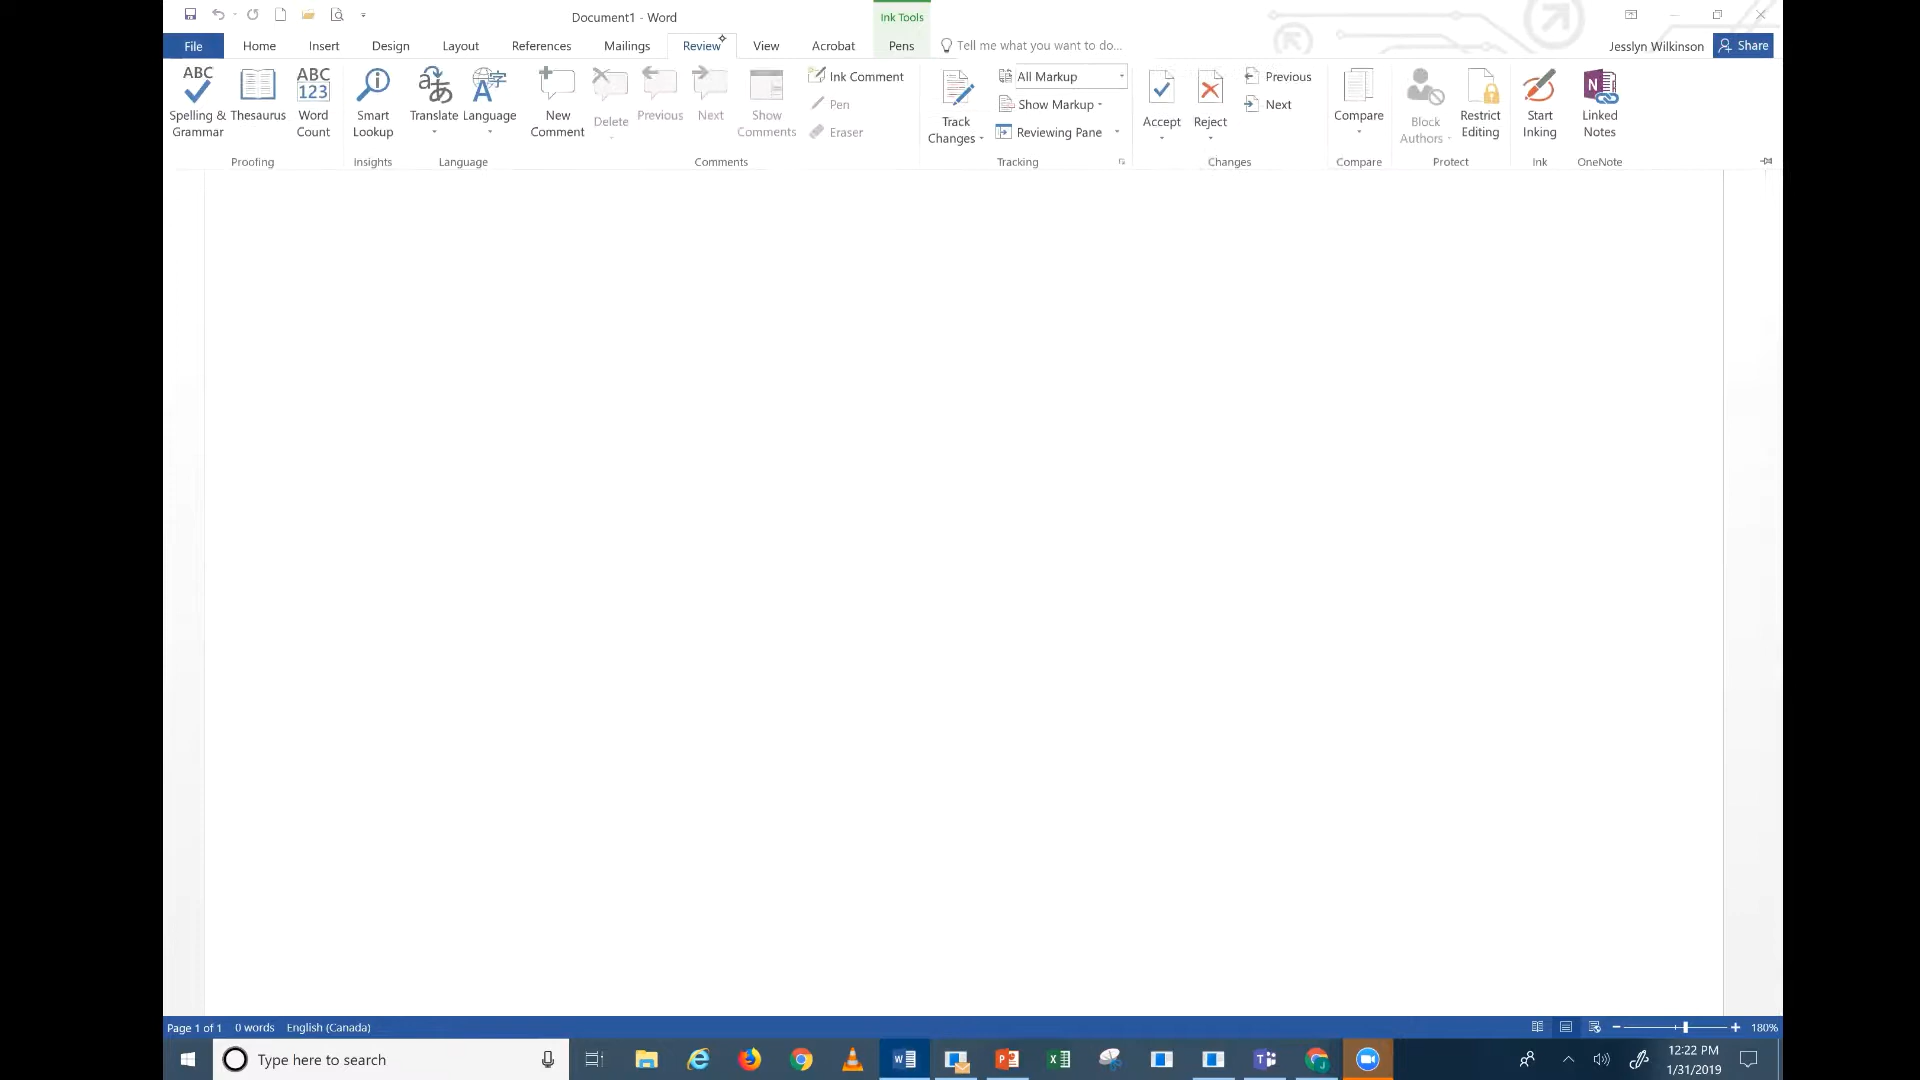 Document1 - Word
Ink Tools
File Home Insert Design Layout References Mailings Review View Acrobat Pens Tell me what you want to do... Jesslyn Wilkinson Share
ABC
Spelling & Grammar
Thesaurus
ABC 123
Word Count
Smart Lookup
Translate
Language
New Comment
Delete
Previous
Next
Show Comments
Ink Comment
Pen
Eraser
Track Changes
All Markup
Show Markup
Reviewing Pane
Accept
Reject
Previous
Next
Compare
Block Authors
Restrict Editing
Start Inking
Linked Notes
Proofing Insights Language Comments Tracking Changes Compare Protect Ink OneNote
Page 1 of 1 0 words English (Canada) 180%
Type here to search
12:22 PM
1/31/2019